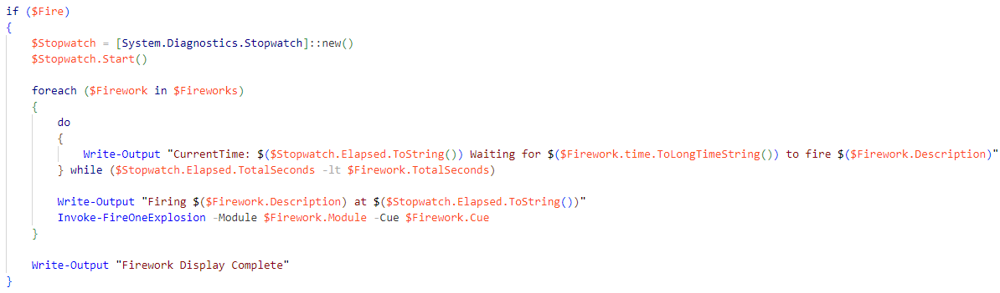 if ($Fire)
{
    $Stopwatch = [System.Diagnostics.Stopwatch]::new()
    $Stopwatch.Start()

    foreach ($Firework in $Fireworks)
    {
        do
        {
            Write-Output "CurrentTime: $($Stopwatch.Elapsed.ToString()) Waiting for $($Firework.time.ToLongTimeString()) to fire $($Firework.Description)"
        } while ($Stopwatch.Elapsed.TotalSeconds -lt $Firework.TotalSeconds)

        Write-Output "Firing $($Firework.Description) at $($Stopwatch.Elapsed.ToString())"
        Invoke-FireOneExplosion -Module $Firework.Module -Cue $Firework.Cue
    }

    Write-Output "Firework Display Complete"
}